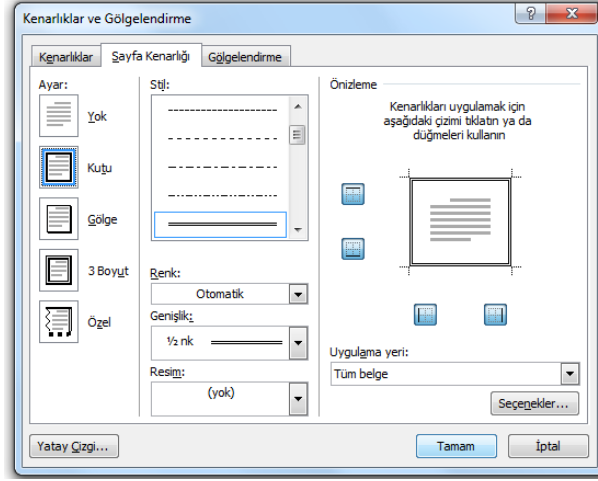 Kenarlıklar ve Gölgelendirme
Kenarlıklar
Sayfa Kenarlığı
Gölgelendirme
Ayar:
Yok
Kutu
Gölge
3 Boyut
Özel
Stil:
Renk:
Otomatik
Genişlik:
½ nk
Resim:
(yok)
Önizleme
Kenarlıkları uygulamak için
aşağıdaki çizimi tıklatın ya da
düğmeleri kullanın
Uygulama yeri:
Tüm belge
Seçenekler...
Yatay Çizgi...
Tamam
İptal